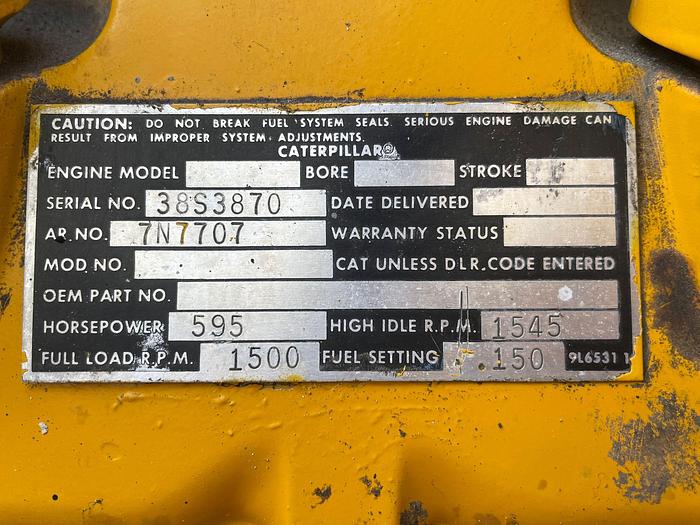 CAUTION: DO NOT BREAK FUEL SYSTEM SEALS. SERIOUS ENGINE DAMAGE CAN
RESULT FROM IMPROPER SYSTEM ADJUSTMENTS.
CATERPILLAR®
ENGINE MODEL BORE STROKE
SERIAL NO. 38S3870 DATE DELIVERED
AR. NO. 7N7707 WARRANTY STATUS
MOD. NO. CAT UNLESS DLR. CODE ENTERED
OEM PART NO.
HORSEPOWER 595 HIGH IDLE R.P.M. 1545
FULL LOAD R.P.M. 1500 FUEL SETTING .150 9L6531 1